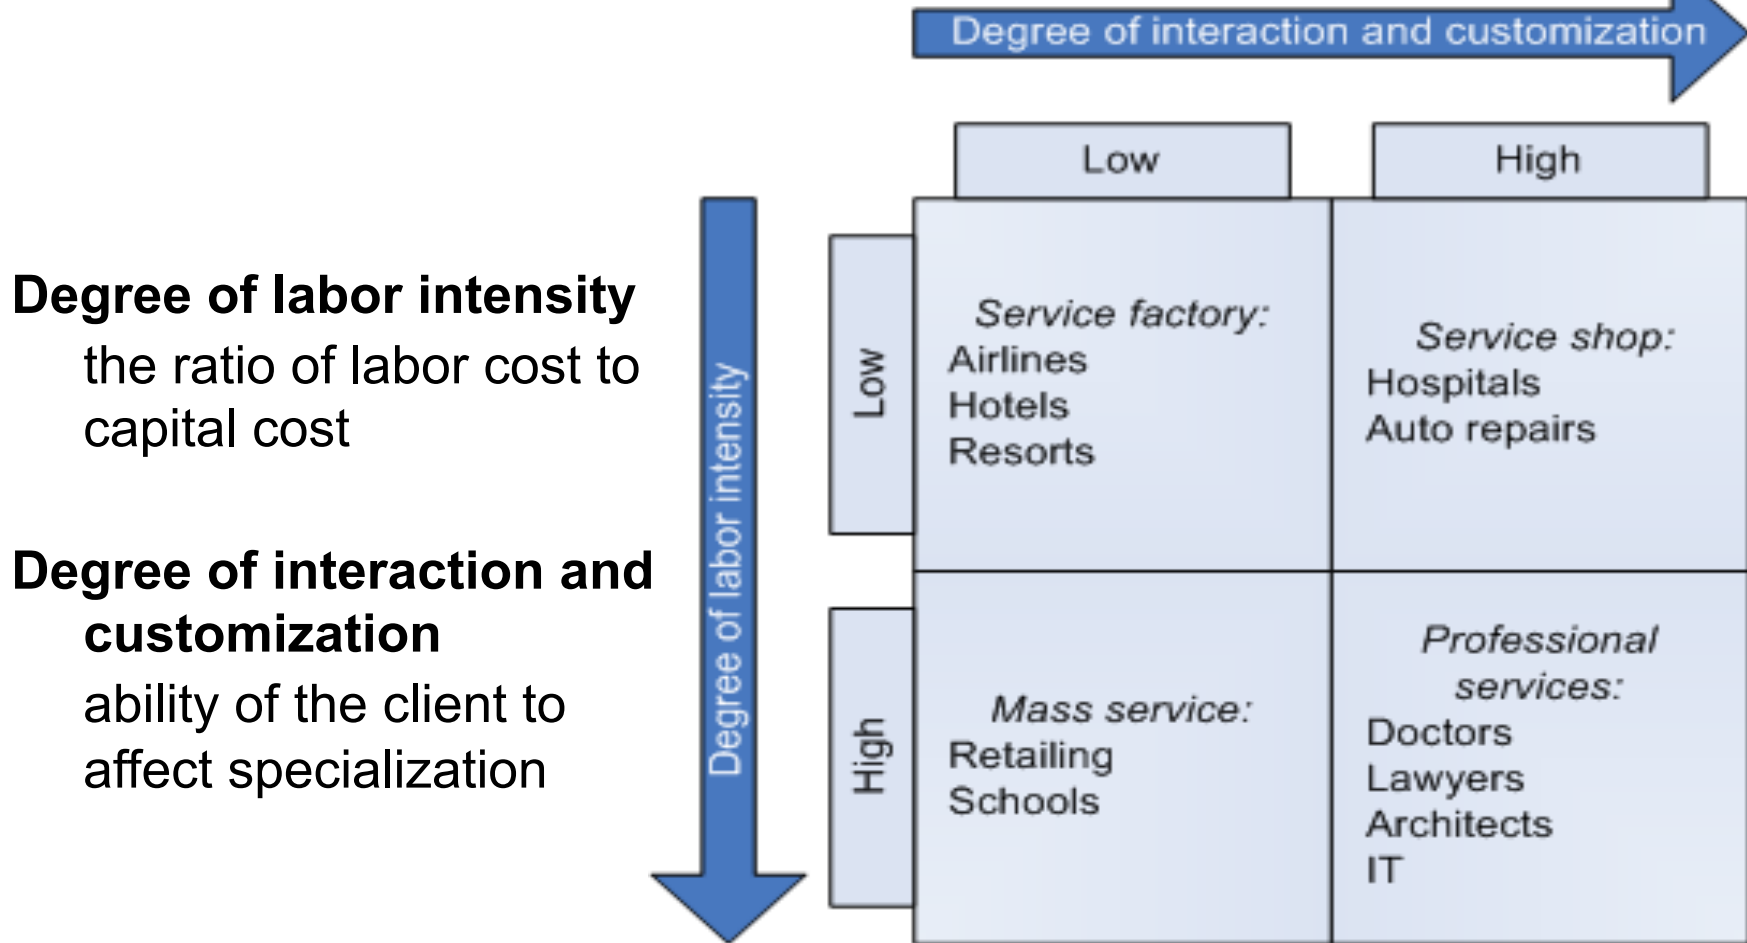 Degree of interaction and customization
Low
High
Degree of labor intensity
the ratio of labor cost to
capital cost
Degree of interaction and
customization
ability of the client to
affect specialization
Degree of labor intensity
Low
Service factory:
Airlines
Hotels
Resorts
Service shop:
Hospitals
Auto repairs
High
Mass service:
Retailing
Schools
Professional
services:
Doctors
Lawyers
Architects
IT